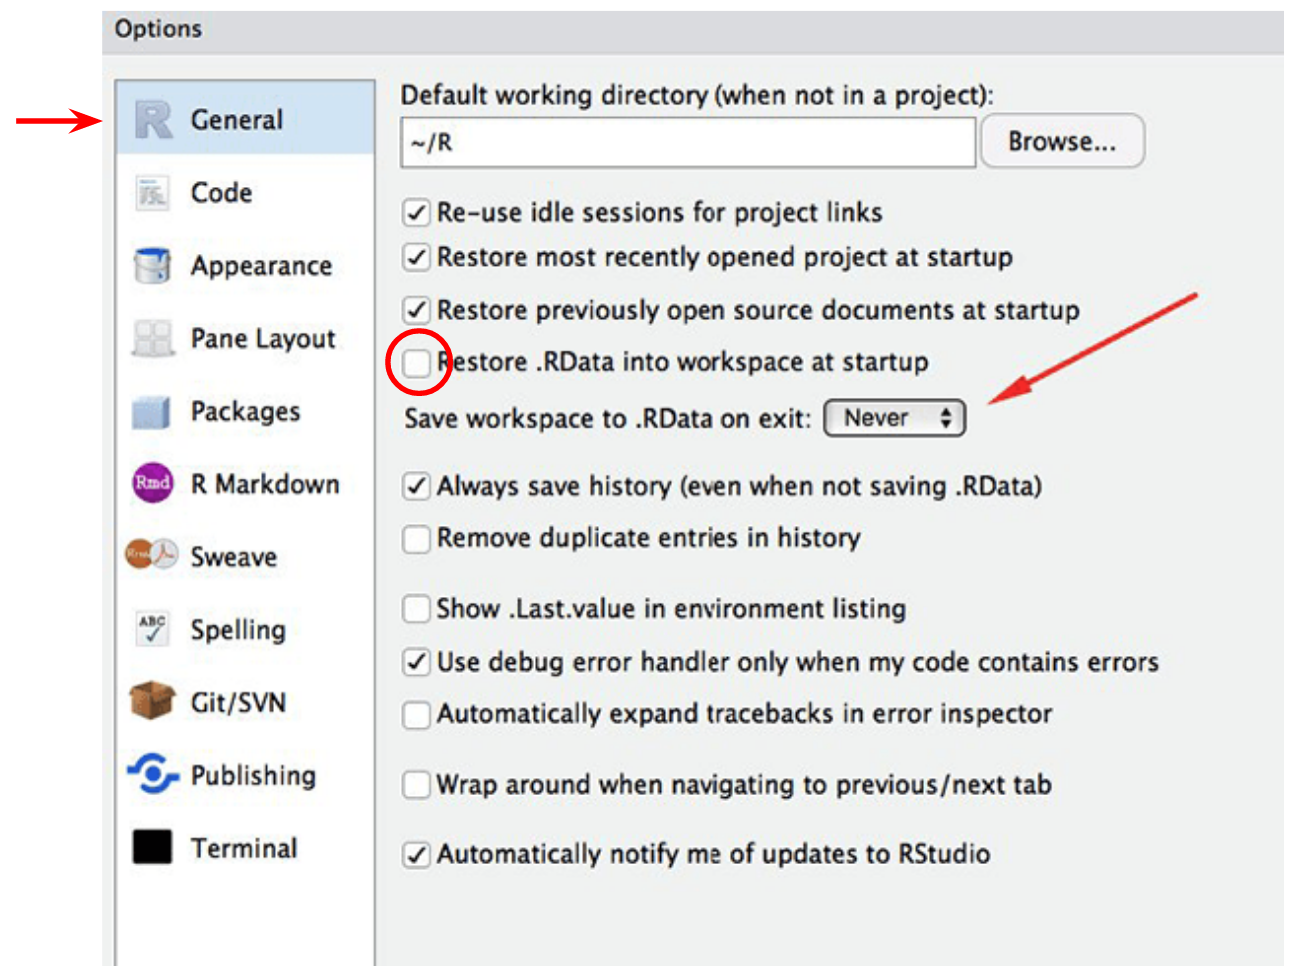 Options
General
Code
Appearance
Pane Layout
Packages
Rmd R Markdown
Sweave
ABC Spelling
Git/SVN
Publishing
Terminal
Default working directory (when not in a project):
~/R Browse...
Re-use idle sessions for project links
Restore most recently opened project at startup
Restore previously open source documents at startup
Restore .RData into workspace at startup
Save workspace to .RData on exit: Never
Always save history (even when not saving .RData)
Remove duplicate entries in history
Show .Last.value in environment listing
Use debug error handler only when my code contains errors
Automatically expand tracebacks in error inspector
Wrap around when navigating to previous/next tab
Automatically notify me of updates to RStudio